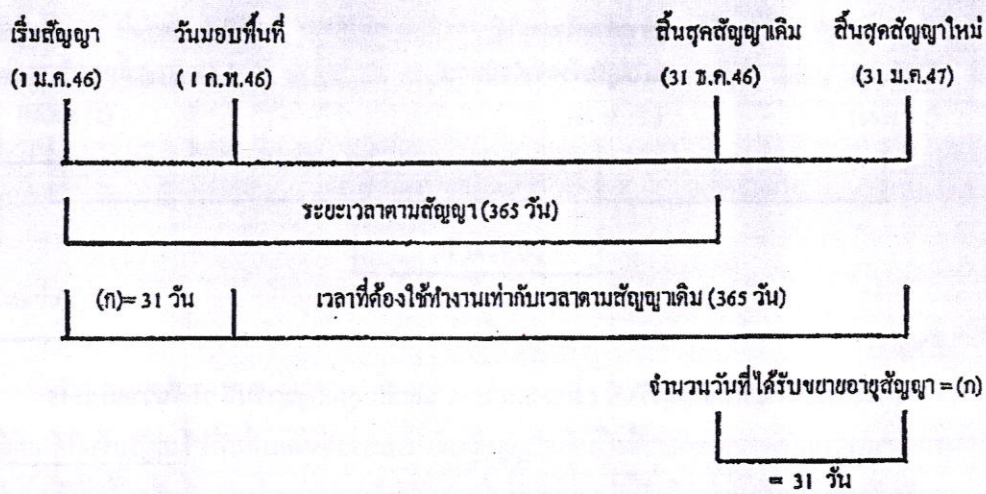 เริ่มสัญญา วันมอบพื้นที่ สิ้นสุดสัญญาเดิม สิ้นสุดสัญญาใหม่
(1 ม.ค.46) (1 ก.พ.46) (31 ธ.ค.46) (31 ม.ค.47)
ระยะเวลาตามสัญญา (365 วัน)
(ก)= 31 วัน เวลาที่ต้องใช้ทำงานเท่ากับเวลาตามสัญญาเดิม (365 วัน)
จำนวนวันที่ได้รับขยายอายุสัญญา =(ก)
= 31 วัน